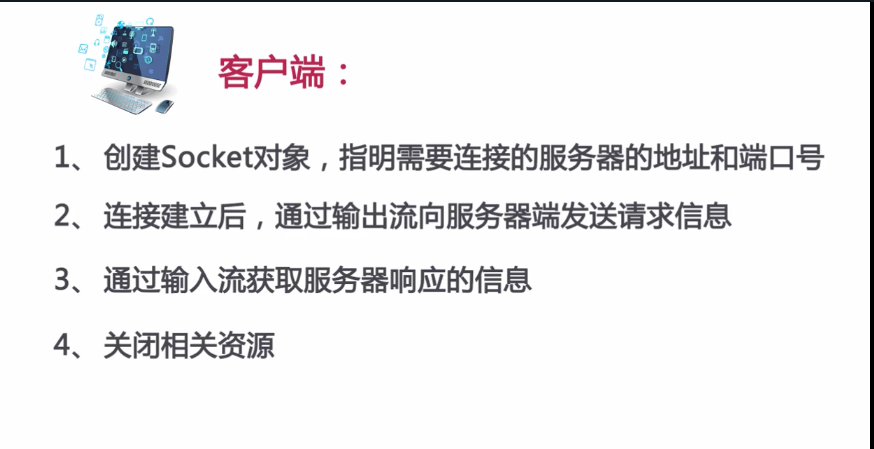 客户端：
1、 创建Socket对象，指明需要连接的服务器的地址和端口号
2、 连接建立后，通过输出流向服务器端发送请求信息
3、 通过输入流获取服务器响应的信息
4、 关闭相关资源